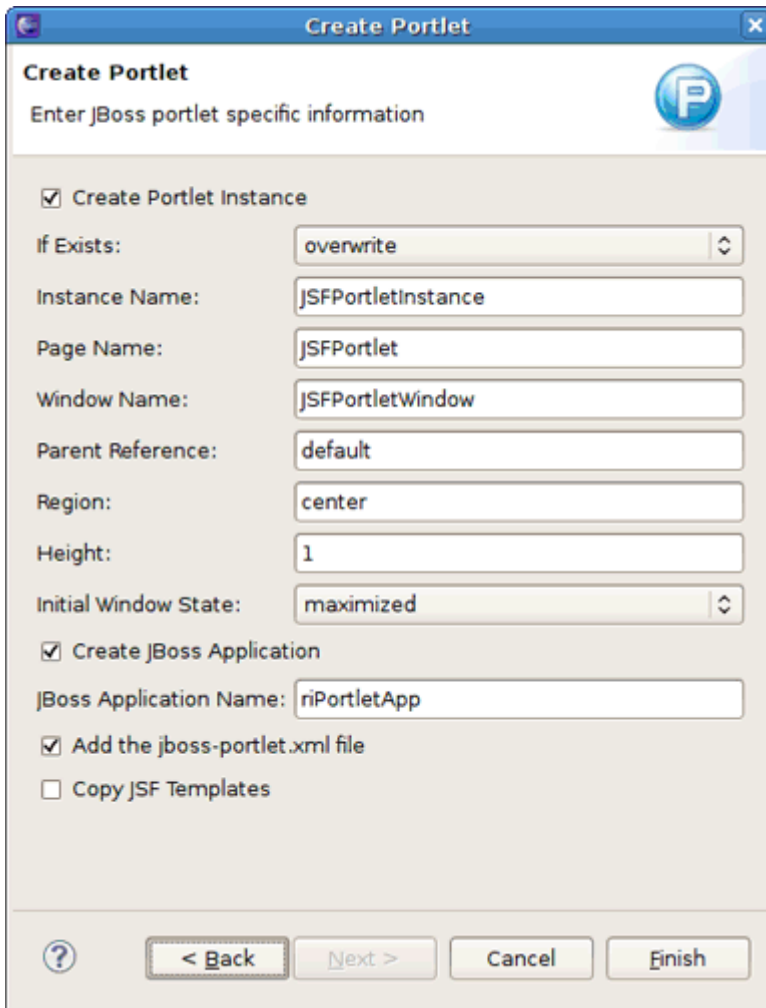 Create Portlet
Create Portlet
Enter JBoss portlet specific information
P
Create Portlet Instance
If Exists: overwrite
Instance Name: JSFPortletInstance
Page Name: JSFPortlet
Window Name: JSFPortletWindow
Parent Reference: default
Region: center
Height: 1
Initial Window State: maximized
Create JBoss Application
JBoss Application Name: riPortletApp
Add the jboss-portlet.xml file
Copy JSF Templates
? < Back Next > Cancel Finish